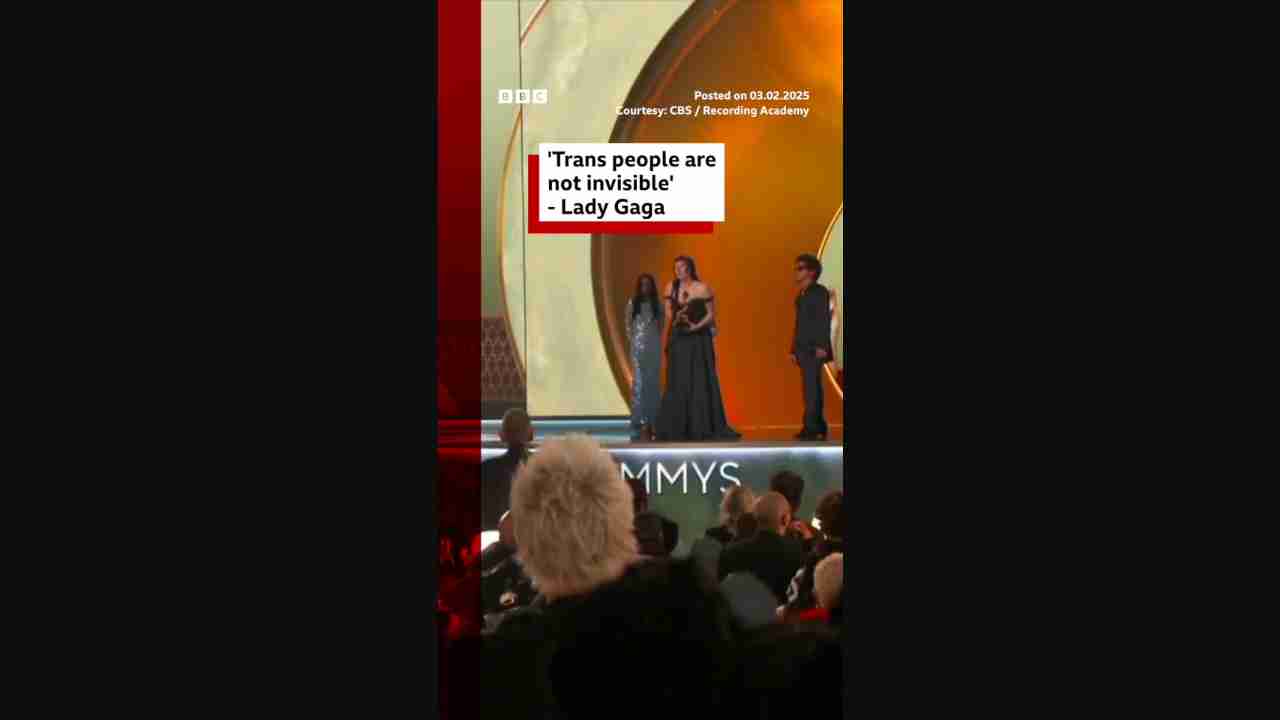 BBC
Posted on 03.02.2025
Courtesy: CBS / Recording Academy
'Trans people are
not invisible'
- Lady Gaga
MMYS